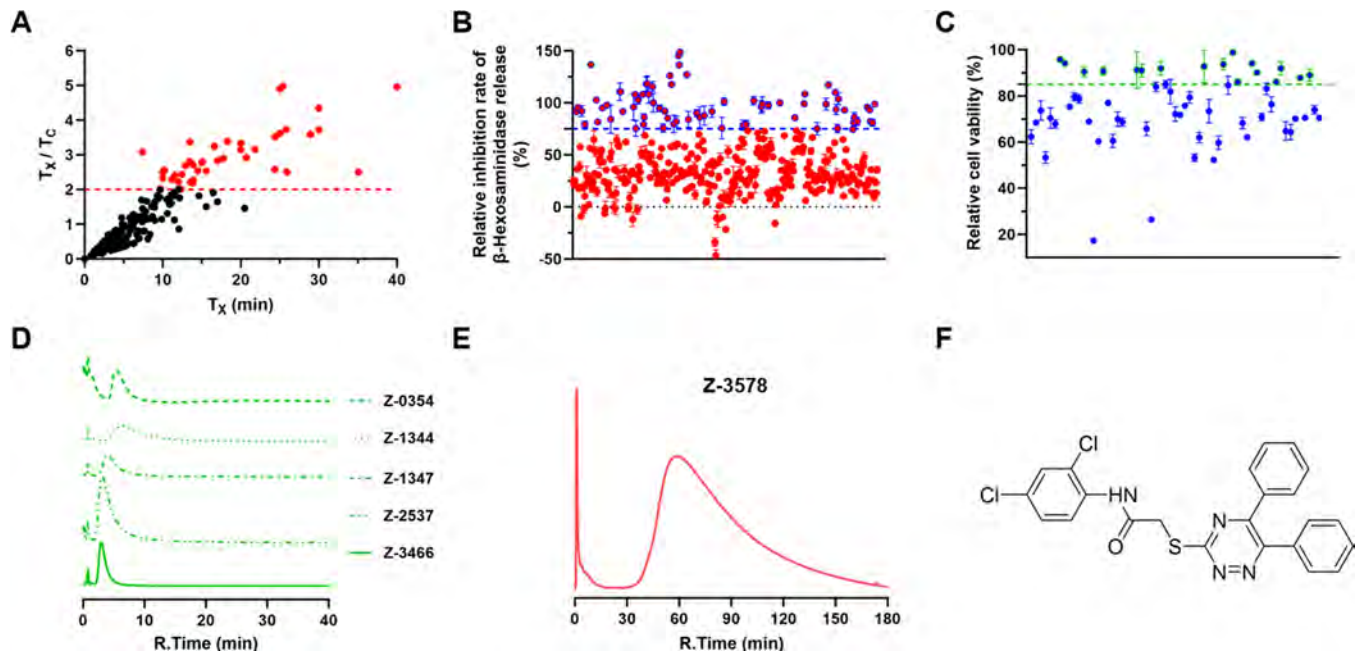 A
6
5
4
3
2
1
0
T_X / T_C
0
10
20
30
40
T_X (min)
B
150
100
75
50
0
-50
Relative inhibition rate of
β-Hexosaminidase release
(%)
C
100
80
60
40
20
Relative cell vability (%)
D
Z-0354
Z-1344
Z-1347
Z-2537
Z-3466
0
10
20
30
40
R.Time (min)
E
Z-3578
0
30
60
90
120
150
180
R.Time (min)
F
Cl
Cl
HN
O
S
N
N
N